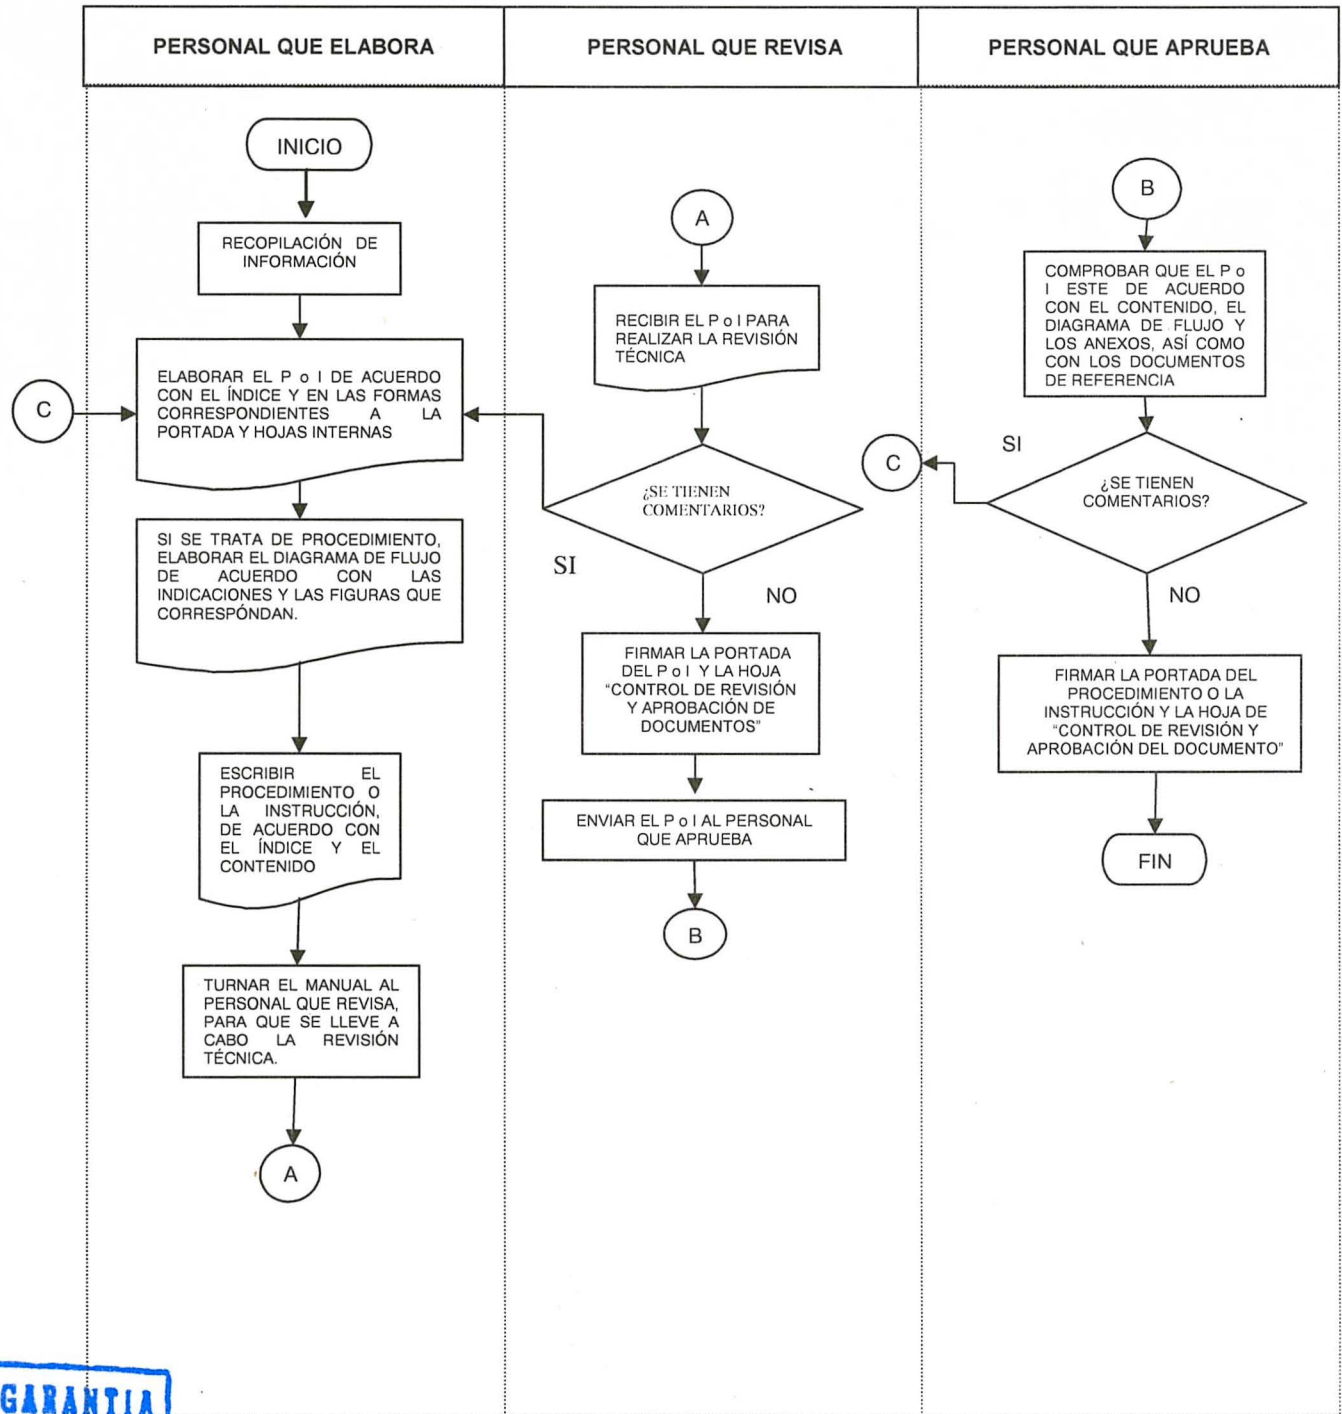 PERSONAL QUE ELABORA
PERSONAL QUE REVISA
PERSONAL QUE APRUEBA
INICIO
RECOPILACIÓN DE
INFORMACIÓN
C
ELABORAR EL P o I DE ACUERDO
CON EL ÍNDICE Y EN LAS FORMAS
CORRESPONDIENTES A LA
PORTADA Y HOJAS INTERNAS
SI SE TRATA DE PROCEDIMIENTO,
ELABORAR EL DIAGRAMA DE FLUJO
DE ACUERDO CON LAS
INDICACIONES Y LAS FIGURAS QUE
CORRESPÓNDAN.
ESCRIBIR EL
PROCEDIMIENTO O
LA INSTRUCCIÓN,
DE ACUERDO CON
EL ÍNDICE Y EL
CONTENIDO
TURNAR EL MANUAL AL
PERSONAL QUE REVISA,
PARA QUE SE LLEVE A
CABO LA REVISIÓN
TÉCNICA.
A
A
RECIBIR EL P o I PARA
REALIZAR LA REVISIÓN
TÉCNICA
¿SE TIENEN
COMENTARIOS?
SI
NO
FIRMAR LA PORTADA
DEL P o I Y LA HOJA
“CONTROL DE REVISIÓN
Y APROBACIÓN DE
DOCUMENTOS”
ENVIAR EL P o I AL PERSONAL
QUE APRUEBA
B
B
COMPROBAR QUE EL P o
I ESTE DE ACUERDO
CON EL CONTENIDO, EL
DIAGRAMA DE FLUJO Y
LOS ANEXOS, ASÍ COMO
CON LOS DOCUMENTOS
DE REFERENCIA
SI
C
¿SE TIENEN
COMENTARIOS?
NO
FIRMAR LA PORTADA DEL
PROCEDIMIENTO O LA
INSTRUCCIÓN Y LA HOJA DE
“CONTROL DE REVISIÓN Y
APROBACIÓN DEL DOCUMENTO”
FIN
GARANTIA